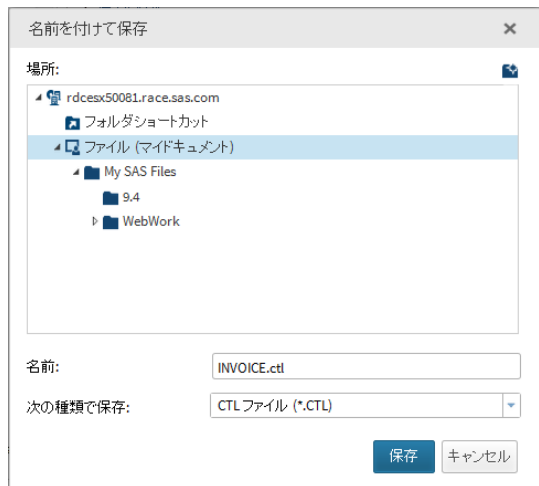 名前を付けて保存
場所:
rdcesx50081.race.sas.com
フォルダショートカット
ファイル (マイドキュメント)
My SAS Files
9.4
WebWork
名前:
INVOICE.ctl
次の種類で保存:
CTL ファイル (*.CTL)
保存
キャンセル